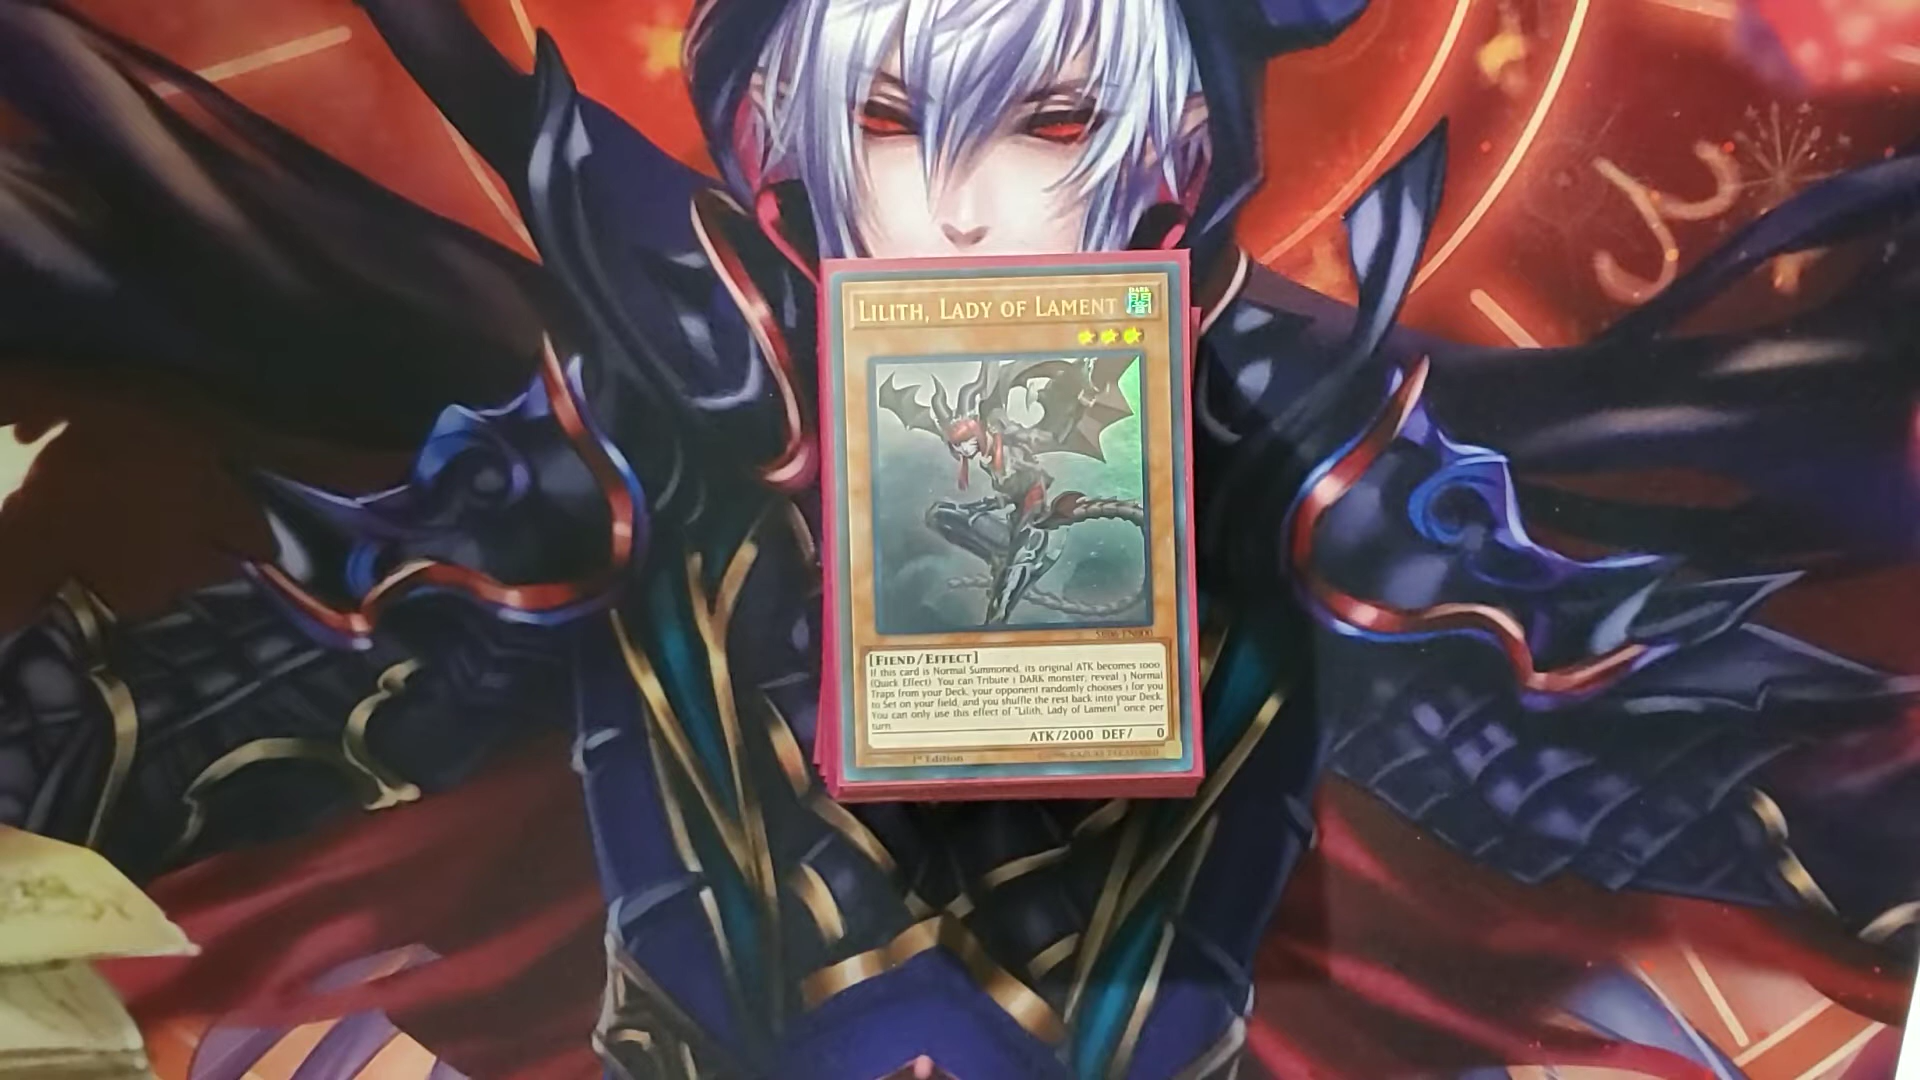 LILITH, LADY OF LAMENT
DARK
闇
SR06-EN000
[FIEND/EFFECT]
If this card is Normal Summoned, its original ATK becomes 1000.
(Quick Effect): You can Tribute 1 DARK monster; reveal 3 Normal
Traps from your Deck, your opponent randomly chooses 1 for you
to Set on your field, and you shuffle the rest back into your Deck.
You can only use this effect of "Lilith, Lady of Lament" once per
turn.
ATK/2000 DEF/ 0
1st Edition